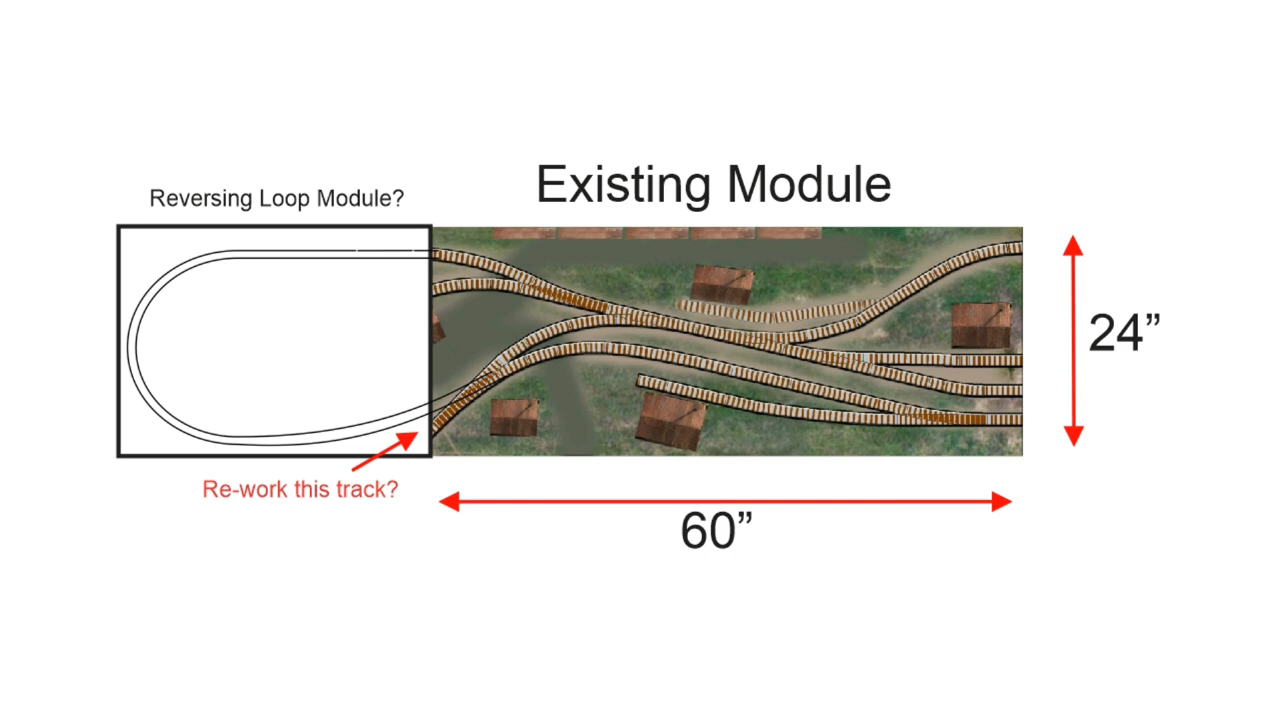 Existing Module
Reversing Loop Module?
24”
Re-work this track?
60”